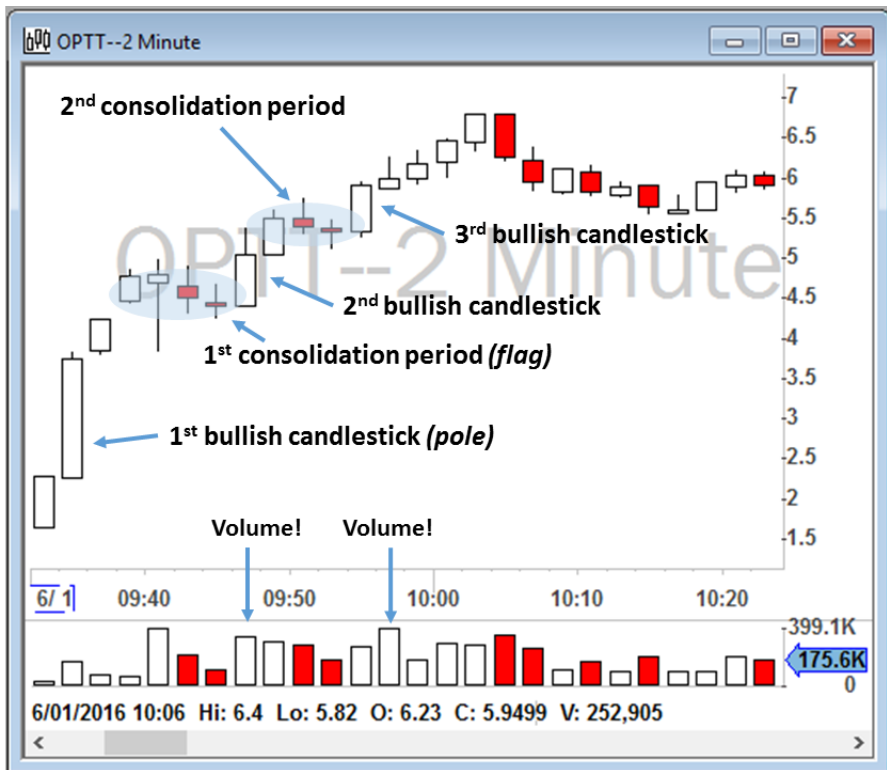 OPTT--2 Minute
2nd consolidation period
7
6.5
6
5.5
5
4.5
4
3.5
3
2.5
2
1.5
OPTT--2 Minute
3rd bullish candlestick
2nd bullish candlestick
1st consolidation period (flag)
1st bullish candlestick (pole)
Volume! Volume!
6/ 1 09:40 09:50 10:00 10:10 10:20
399.1K
175.6K
0
6/01/2016 10:06 Hi: 6.4 Lo: 5.82 O: 6.23 C: 5.9499 V: 252,905